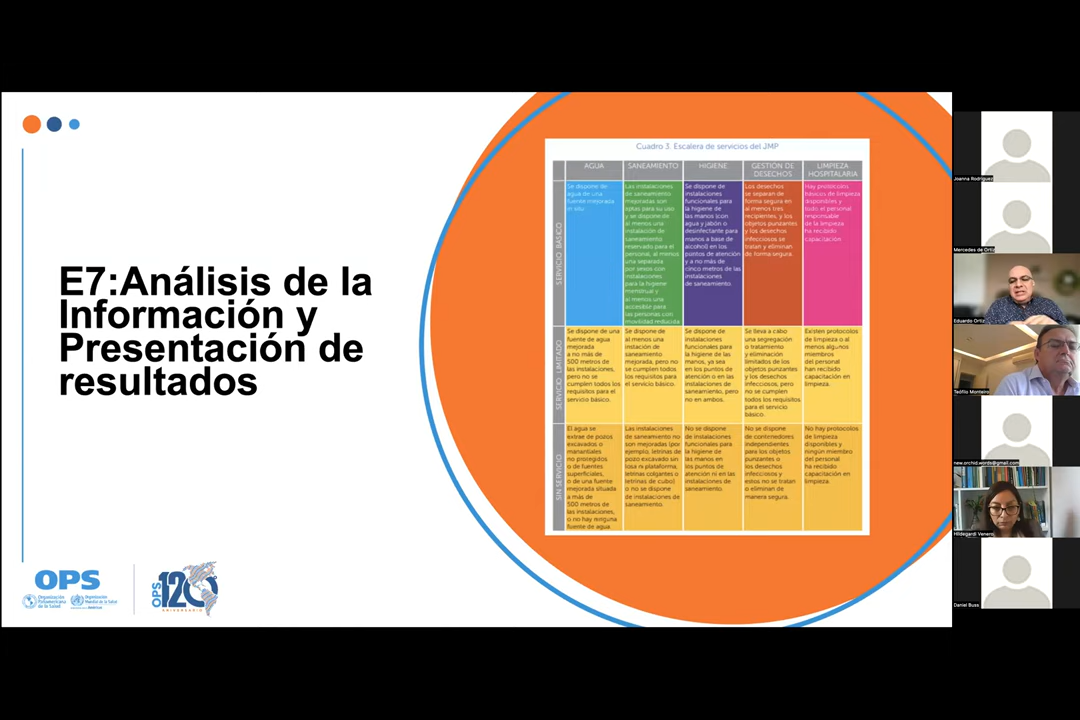 E7:Análisis de la
Información y
Presentación de
resultados
OPS
Organización
Panamericana
de la Salud
Organización
Mundial de la Salud
OPS
120
ANIVERSARIO
Cuadro 3. Escalera de servicios del JMP
AGUA
SANEAMIENTO
HIGIENE
GESTIÓN DE
DESECHOS
LIMPIEZA
HOSPITALARIA
SERVICIO BÁSICO
Se dispone de
agua de una
fuente mejorada
in situ.
Las instalaciones
de saneamiento
mejoradas son
aptas para su uso
y se dispone de
al menos una
instalación de
saneamiento
reservado para el
personal, al menos
una separada
por sexos con
instalaciones
para la higiene
menstrual y
al menos una
accesible para
las personas con
movilidad reducida
Se dispone de
instalaciones
funcionales para
la higiene de
las manos (con
agua y jabón o
desinfectante para
manos a base de
alcohol) en los
puntos de atención
y a no más de
cinco metros de las
instalaciones
de saneamiento.
Los desechos
se separan de
forma segura en
al menos tres
recipientes, y los
objetos punzantes
y los desechos
infecciosos se
tratan y eliminan
de forma segura.
Hay protocolos
básicos de limpieza
disponibles y
todo el personal
responsable
de la limpieza
ha recibido
capacitación
SERVICIO LIMITADO
Se dispone de una
fuente de agua
mejorada
a no más de
500 metros de
las instalaciones,
pero no se
cumplen todos los
requisitos para el
servicio básico.
Se dispone de
al menos una
instación de
saneamiento
mejorada, pero no
se cumplen todos
los requisitos para
el servicio básico.
Se dispone de
instalaciones
funcionales para
la higiene de las
manos, ya sea
en los puntos de
atención o en las
instalaciones de
saneamiento, pero
no en ambos.
Se lleva a cabo
una segregación
o tratamiento
y eliminación
limitados de los
objetos punzantes
y los desechos
infecciosos, pero
no se cumplen
todos los requisitos
para el servicio
básico.
Existen protocolos
de limpieza o al
menos algunos
miembros
del personal
han recibido
capacitación en
limpieza.
SIN SERVICIO
El agua se
extrae de pozos
excavados o
manantiales
no protegidos
o de fuentes
superficiales,
o de una fuente
mejorada situada
a más de
500 metros de
las instalaciones,
o no hay ninguna
fuente de agua
Las instalaciones
de saneamiento no
son mejoradas (por
ejemplo, letrinas de
pozo excavado sin
losa ni plataforma,
letrinas colgantes o
letrinas de cubo)
o no se dispone
de instalaciones de
saneamiento.
No se dispone
de instalaciones
funcionales para
la higiene de
las manos en
los puntos de
atención ni en las
instalaciones de
saneamiento.
No se dispone
de contenedores
independientes
para los objetos
punzantes o
los desechos
infecciosos y
estos no se tratan
o eliminan de
manera segura.
No hay protocolos
de limpieza
disponibles y
ningún miembro
del personal
ha recibido
capacitación en
limpieza.
Joanna Rodriguez
Mercedes de Ortiz
Eduardo Ortiz
Teófilo Monteiro
new.orchid.words@gmail.com
Hildegardi Venero
Daniel Buss